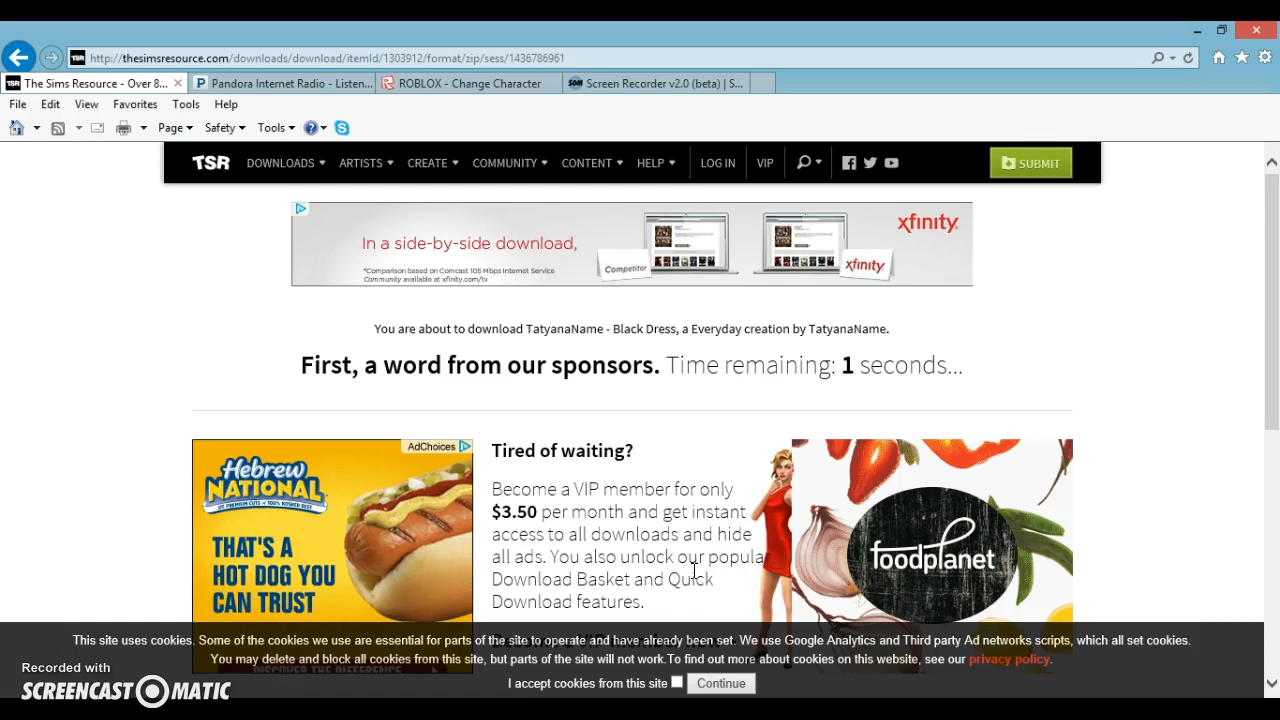 http://thesimsresource.com/downloads/download/itemId/1303912/format/zip/sess/1436786961
TSR
The Sims Resource - Over 8...
Pandora Internet Radio - Listen...
ROBLOX - Change Character
Screen Recorder v2.0 (beta) | S...
File Edit View Favorites Tools Help
Page Safety Tools
TSR DOWNLOADS ARTISTS CREATE COMMUNITY CONTENT HELP LOG IN VIP SUBMIT
xfinity
In a side-by-side download,
Competitor
xfinity
*Comparison based on Comcast 105 Mbps Internet Service
Community available at xfinity.com/tv
You are about to download TatyanaName - Black Dress, a Everyday creation by TatyanaName.
First, a word from our sponsors. Time remaining: 1 seconds...
AdChoices
Hebrew
NATIONAL
THAT'S A
HOT DOG YOU
CAN TRUST
Tired of waiting?
Become a VIP member for only
$3.50 per month and get instant
access to all downloads and hide
all ads. You also unlock our popula
Download Basket and Quick
Download features.
foodplanet
This site uses cookies. Some of the cookies we use are essential for parts of the site to operate and have already been set. We use Google Analytics and Third party Ad networks scripts, which all set cookies.
You may delete and block all cookies from this site, but parts of the site will not work.To find out more about cookies on this website, see our privacy policy.
I accept cookies from this site Continue
Recorded with
SCREENCAST MATIC